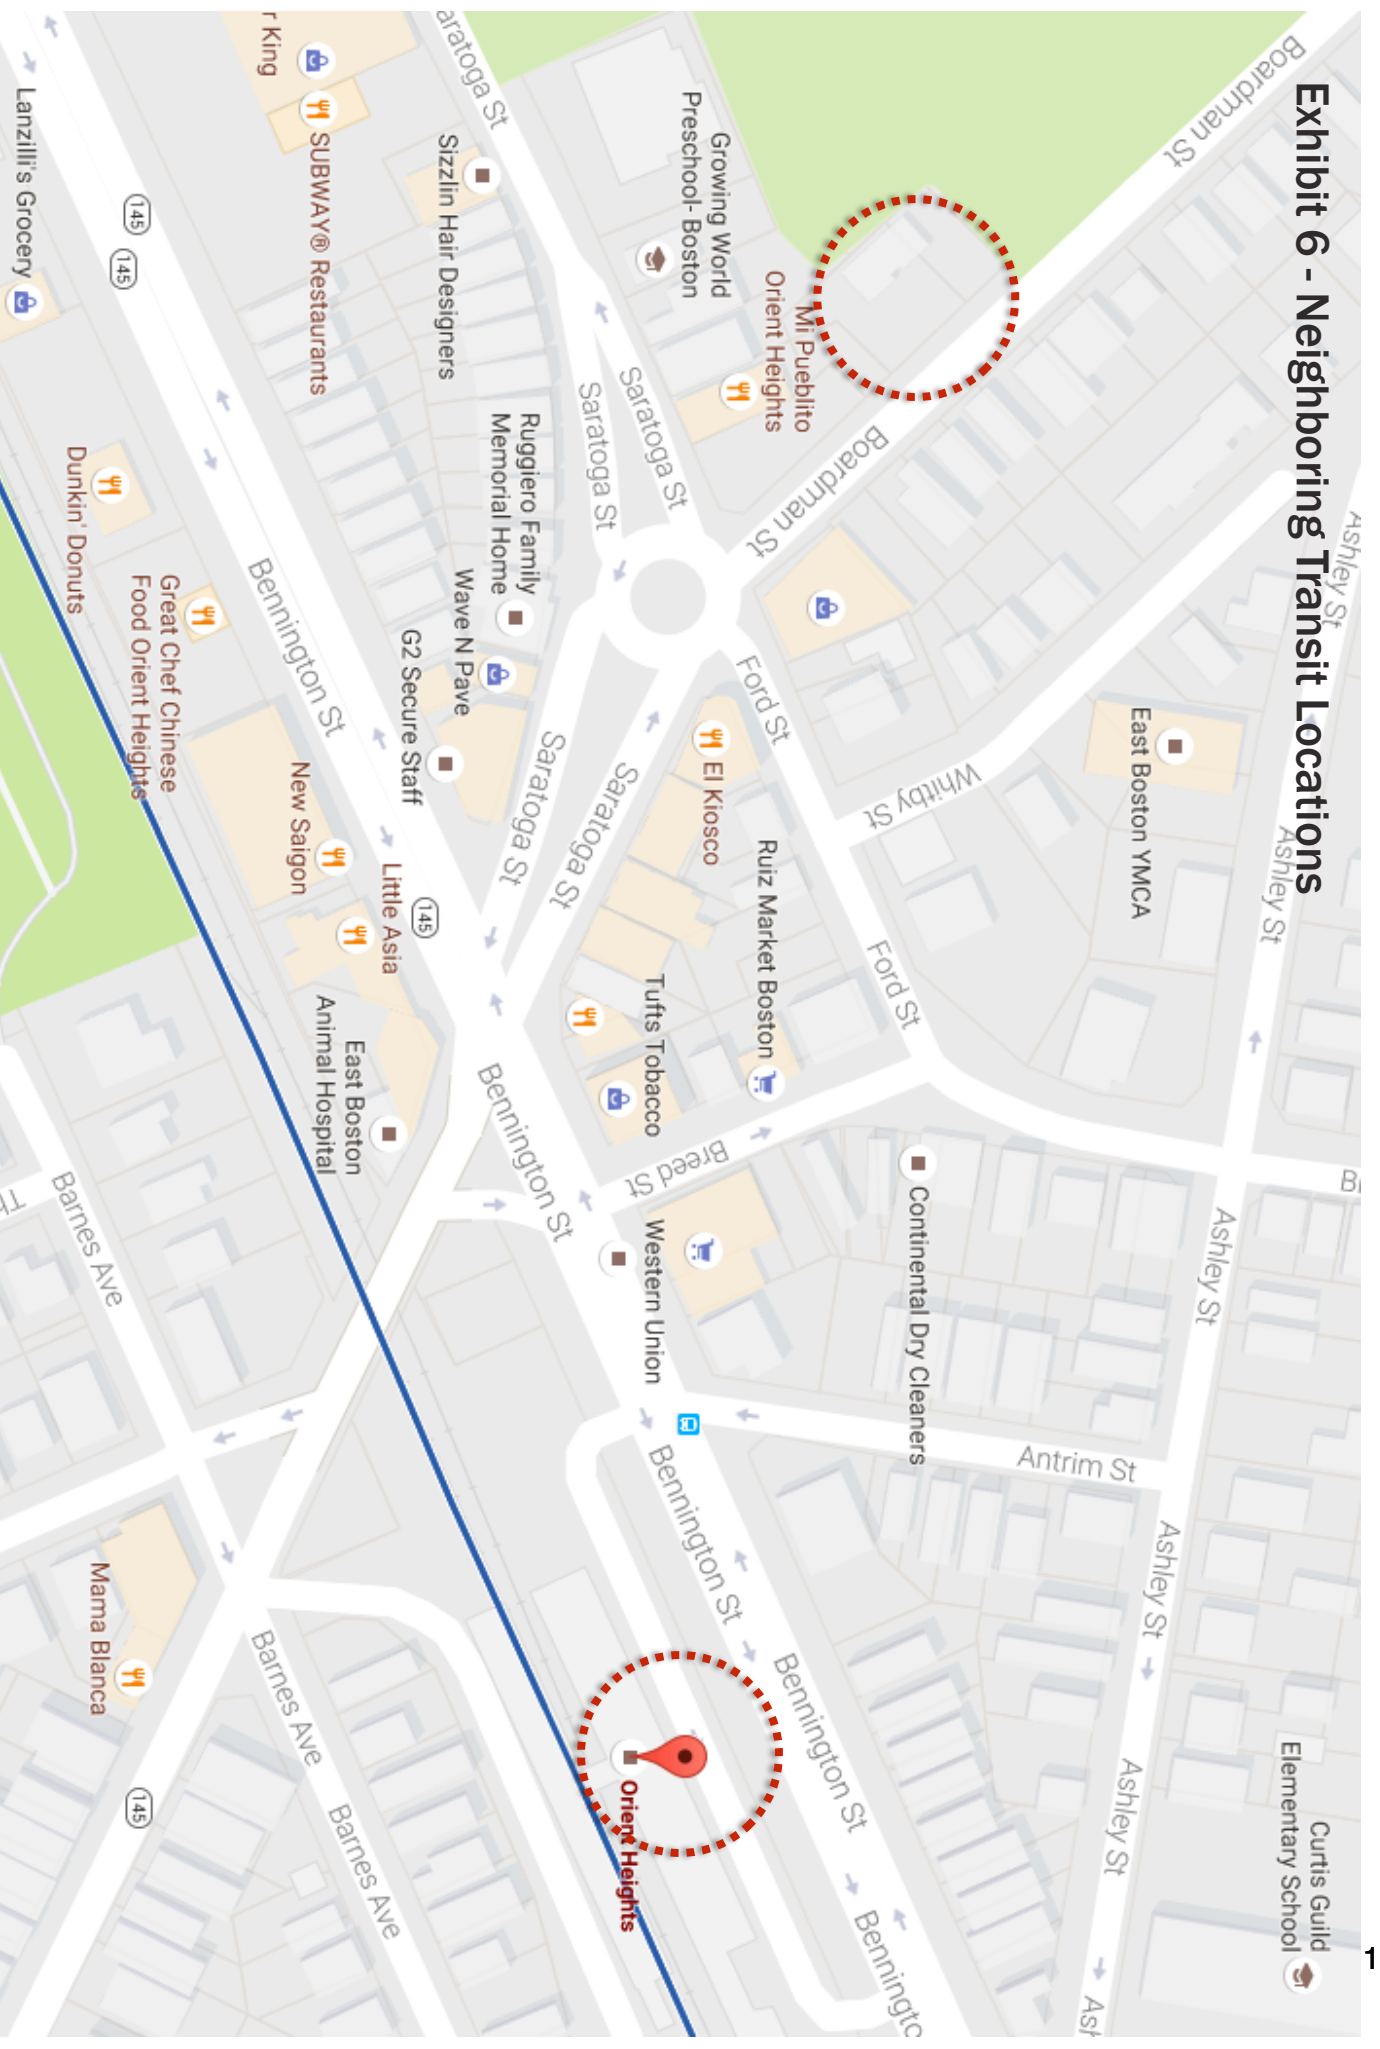 Exhibit 6 - Neighboring Transit Locations
Boardman St
Ashley St
Ashley St
Ashley St
Ashley St
Ashley St
Curtis Guild
Elementary School
East Boston YMCA
Whitby St
Antrim St
Continental Dry Cleaners
Boardman St
Ford St
Ford St
Mi Pueblito
Orient Heights
Growing World
Preschool- Boston
Ruiz Market Boston
El Kiosco
Breed St
Tufts Tobacco
Western Union
Bennington St
Bennington St
Bennington St
Orient Heights
Saratoga St
Saratoga St
Saratoga St
Saratoga St
Ruggiero Family
Memorial Home
Wave N Pave
G2 Secure Staff
Sizzlin Hair Designers
SUBWAY® Restaurants
r King
145
Little Asia
New Saigon
East Boston
Animal Hospital
Bennington St
Great Chef Chinese
Food Orient Heights
Dunkin' Donuts
145
145
Lanzilli's Grocery
Barnes Ave
Barnes Ave
Barnes Ave
Mama Blanca
145
1